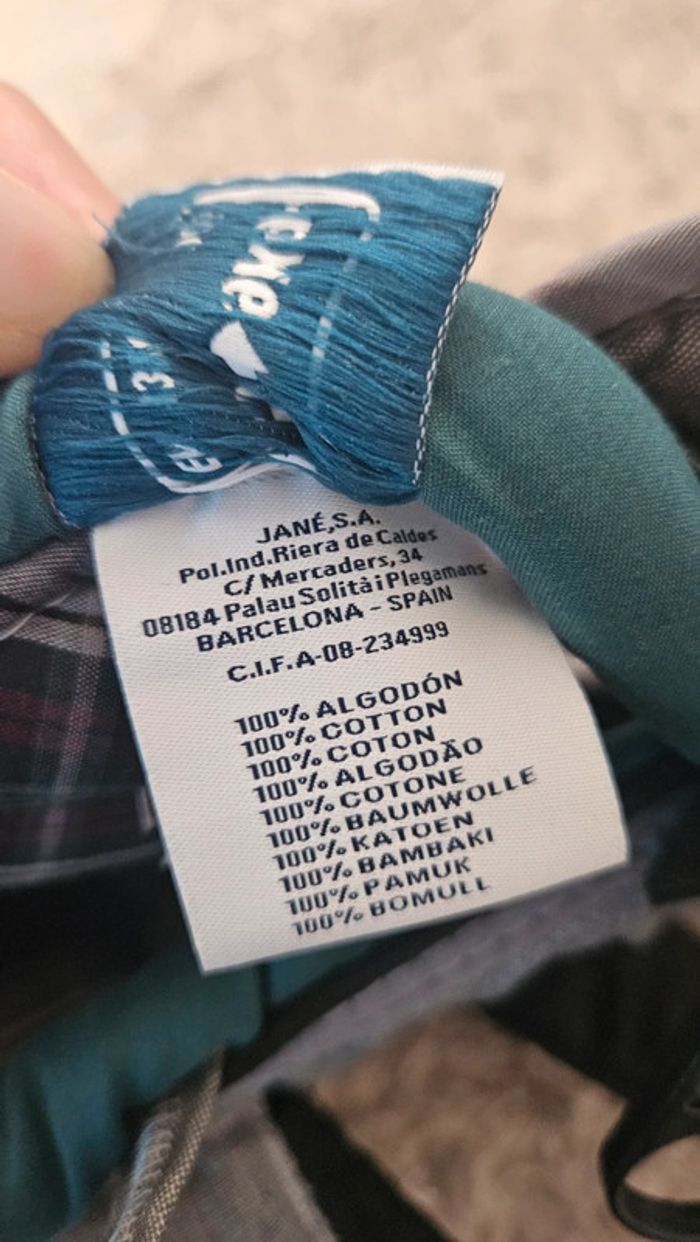 JANÉ,S.A.
Pol.Ind.Riera de Caldes
C/ Mercaders, 34
08184 Palau Solità i Plegamans
BARCELONA - SPAIN
C.I.F.A-08-234999
100% ALGODÓN
100% COTTON
100% COTON
100% ALGODÃO
100% COTONE
100% BAUMWOLLE
100% KATOEN
100% BAMBAKI
100% PAMUK
100% BOMULL